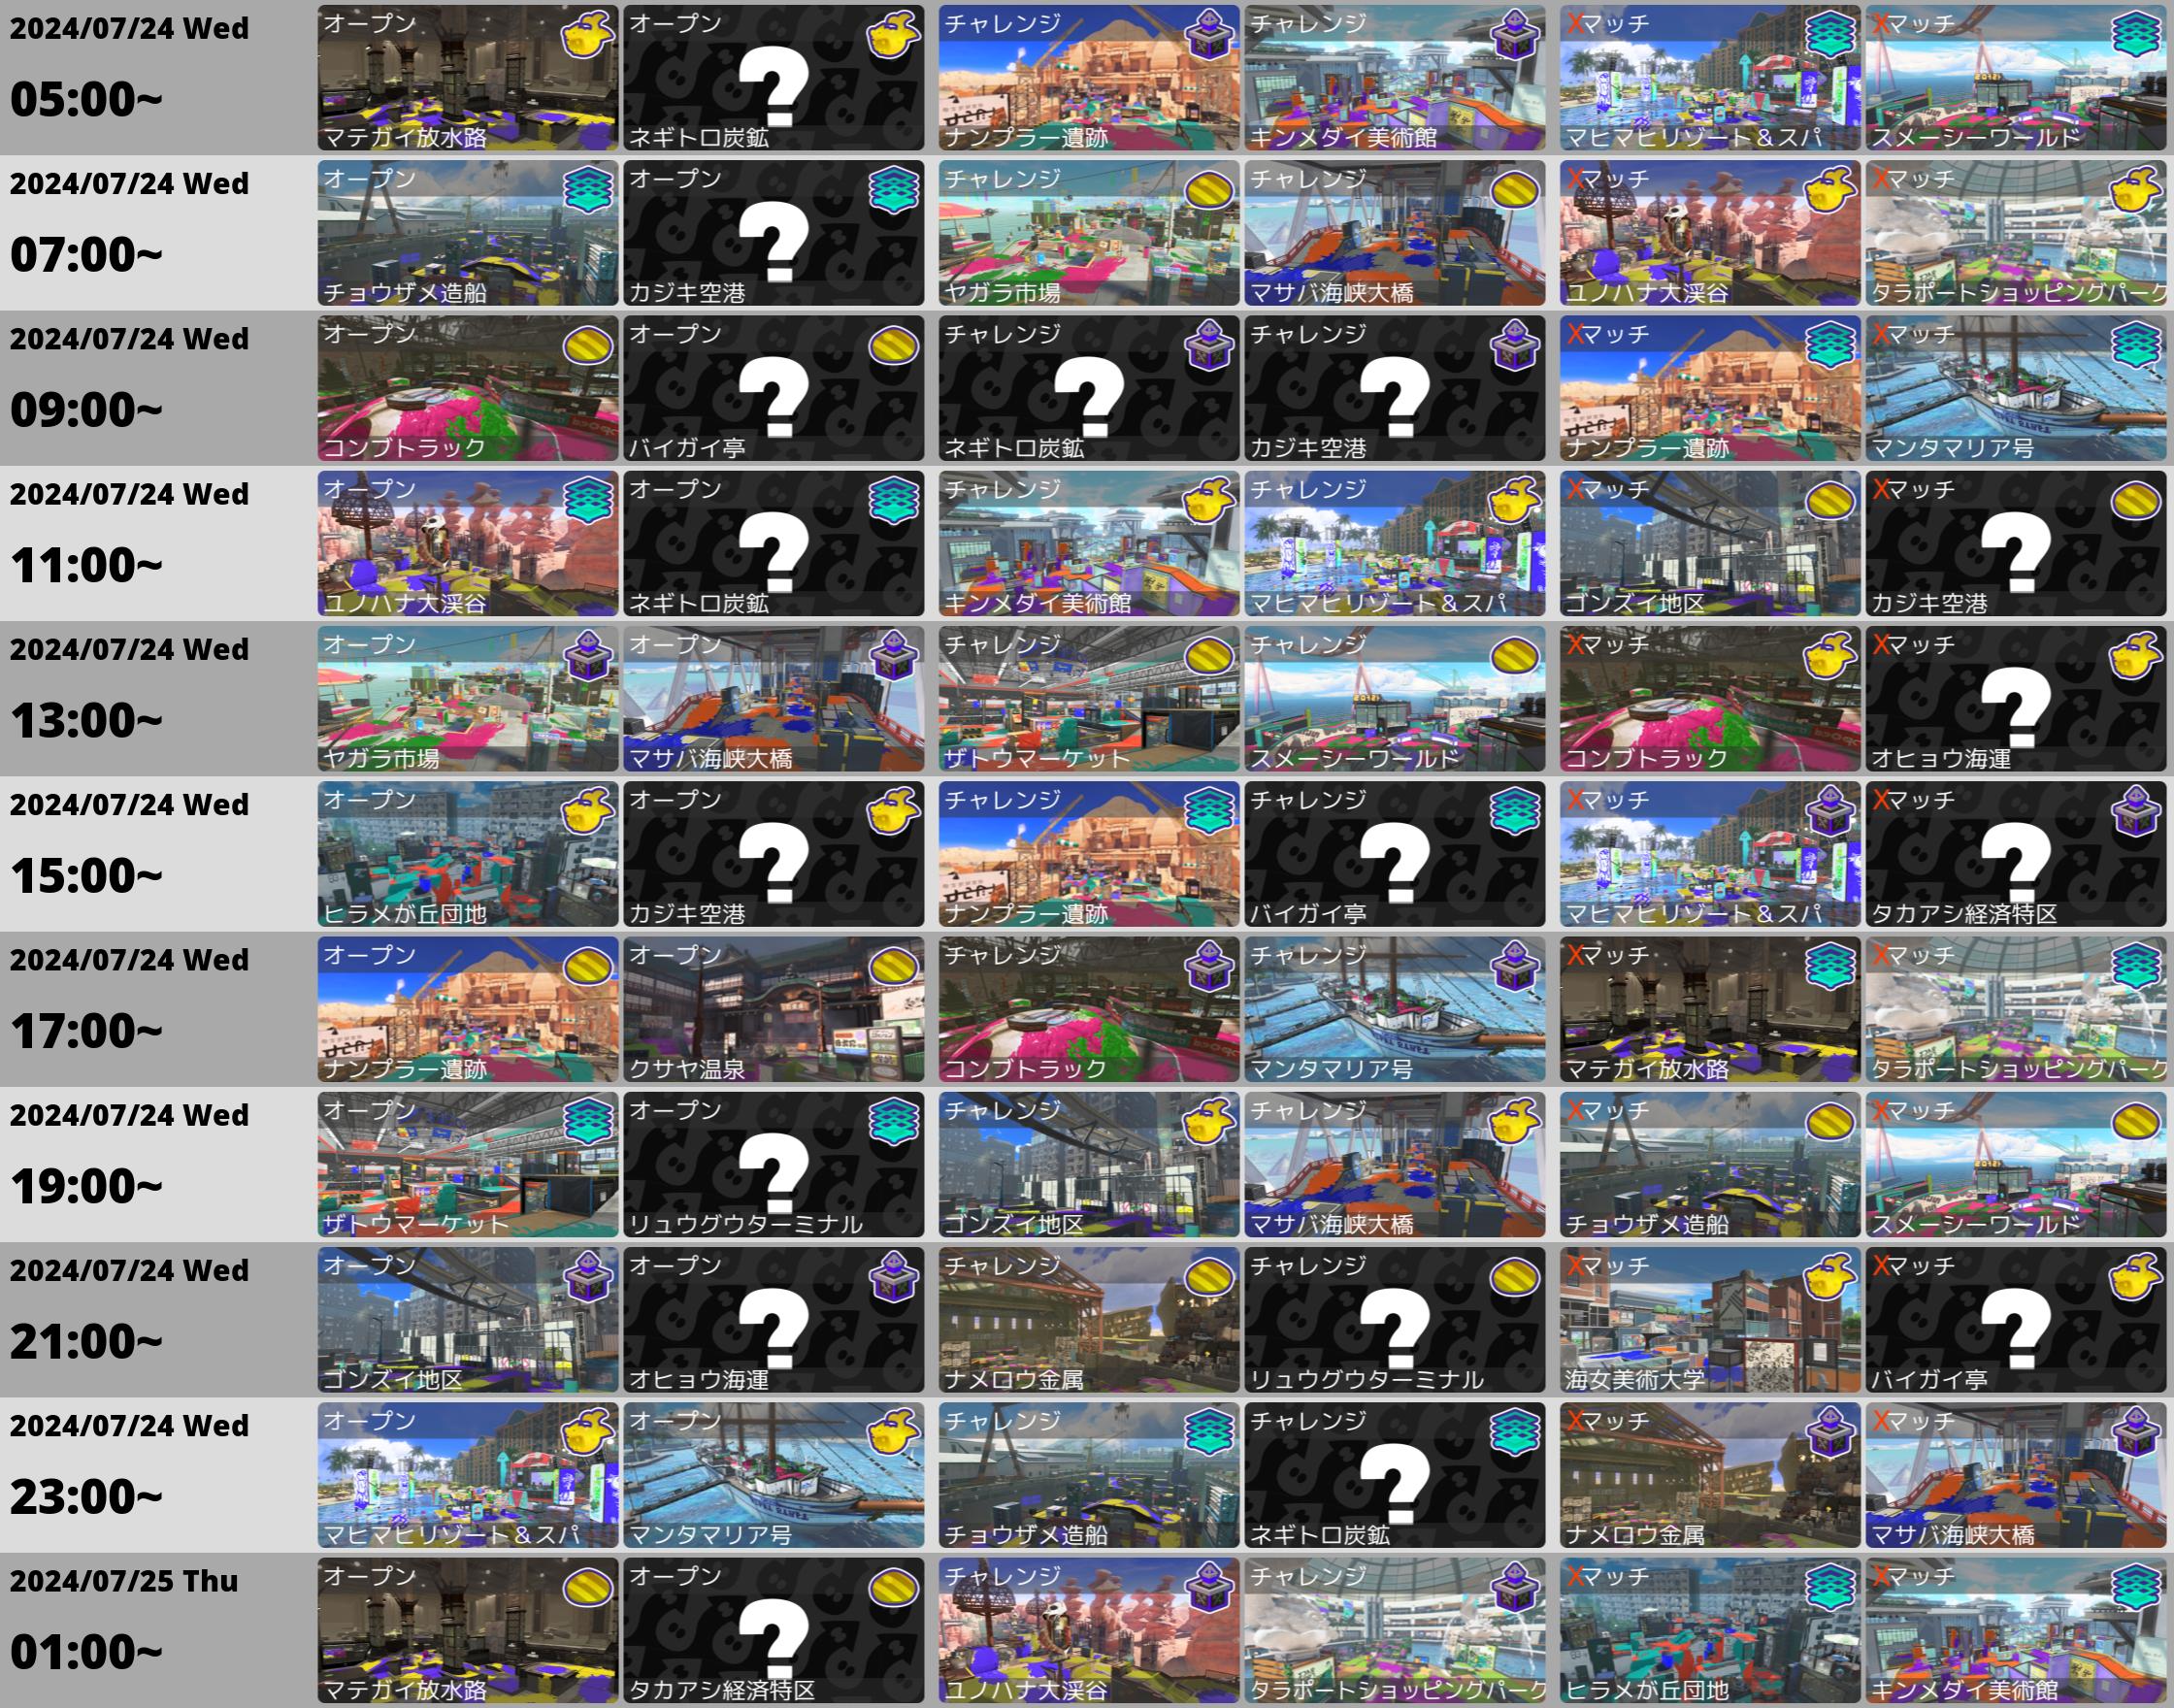 2024/07/24 Wed
05:00~
オープン
マテガイ放水路
オープン
ネギトロ炭鉱
チャレンジ
ナンプラー遺跡
チャレンジ
キンメダイ美術館
Xマッチ
マヒマヒリゾート＆スパ
Xマッチ
スメーシーワールド
2024/07/24 Wed
07:00~
オープン
チョウザメ造船
オープン
カジキ空港
チャレンジ
ヤガラ市場
チャレンジ
マサバ海峡大橋
Xマッチ
ユノハナ大渓谷
Xマッチ
タラポートショッピングパーク
2024/07/24 Wed
09:00~
オープン
コンブトラック
オープン
バイガイ亭
チャレンジ
ネギトロ炭鉱
チャレンジ
カジキ空港
Xマッチ
ナンプラー遺跡
Xマッチ
マンタマリア号
2024/07/24 Wed
11:00~
オープン
ユノハナ大渓谷
オープン
ネギトロ炭鉱
チャレンジ
キンメダイ美術館
チャレンジ
マヒマヒリゾート＆スパ
Xマッチ
ゴンズイ地区
Xマッチ
カジキ空港
2024/07/24 Wed
13:00~
オープン
ヤガラ市場
オープン
マサバ海峡大橋
チャレンジ
ザトウマーケット
チャレンジ
スメーシーワールド
Xマッチ
コンブトラック
Xマッチ
オヒョウ海運
2024/07/24 Wed
15:00~
オープン
ヒラメが丘団地
オープン
カジキ空港
チャレンジ
ナンプラー遺跡
チャレンジ
バイガイ亭
Xマッチ
マヒマヒリゾート＆スパ
Xマッチ
タカアシ経済特区
2024/07/24 Wed
17:00~
オープン
ナンプラー遺跡
オープン
クサヤ温泉
チャレンジ
コンブトラック
チャレンジ
マンタマリア号
Xマッチ
マテガイ放水路
Xマッチ
タラポートショッピングパーク
2024/07/24 Wed
19:00~
オープン
ザトウマーケット
オープン
リュウグウターミナル
チャレンジ
ゴンズイ地区
チャレンジ
マサバ海峡大橋
Xマッチ
チョウザメ造船
Xマッチ
スメーシーワールド
2024/07/24 Wed
21:00~
オープン
ゴンズイ地区
オープン
オヒョウ海運
チャレンジ
ナメロウ金属
チャレンジ
リュウグウターミナル
Xマッチ
海女美術大学
Xマッチ
バイガイ亭
2024/07/24 Wed
23:00~
オープン
マヒマヒリゾート＆スパ
オープン
マンタマリア号
チャレンジ
チョウザメ造船
チャレンジ
ネギトロ炭鉱
Xマッチ
ナメロウ金属
Xマッチ
マサバ海峡大橋
2024/07/25 Thu
01:00~
オープン
マテガイ放水路
オープン
タカアシ経済特区
チャレンジ
ユノハナ大渓谷
チャレンジ
タラポートショッピングパーク
Xマッチ
ヒラメが丘団地
Xマッチ
キンメダイ美術館